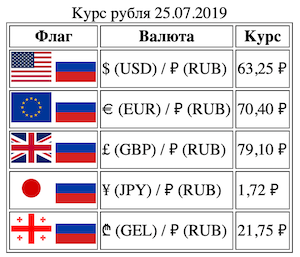 Курс рубля 25.07.2019
Флаг Валюта Курс
$ (USD) / ₽ (RUB) 63,25 ₽
€ (EUR) / ₽ (RUB) 70,40 ₽
£ (GBP) / ₽ (RUB) 79,10 ₽
¥ (JPY) / ₽ (RUB) 1,72 ₽
₾ (GEL) / ₽ (RUB) 21,75 ₽